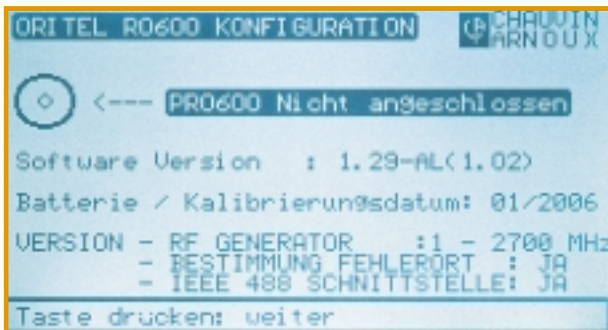 ORITEL RO600 KONFIGURATION
CHAUVIN
ARNOUX
<--- PRO600 Nicht angeschlossen
Software Version : 1.29-AL(1.02)
Batterie / Kalibrierungsdatum: 01/2006
VERSION - RF GENERATOR :1 - 2700 MHz
- BESTIMMUNG FEHLERORT : JA
- IEEE 488 SCHNITTSTELLE: JA
Taste drucken: weiter